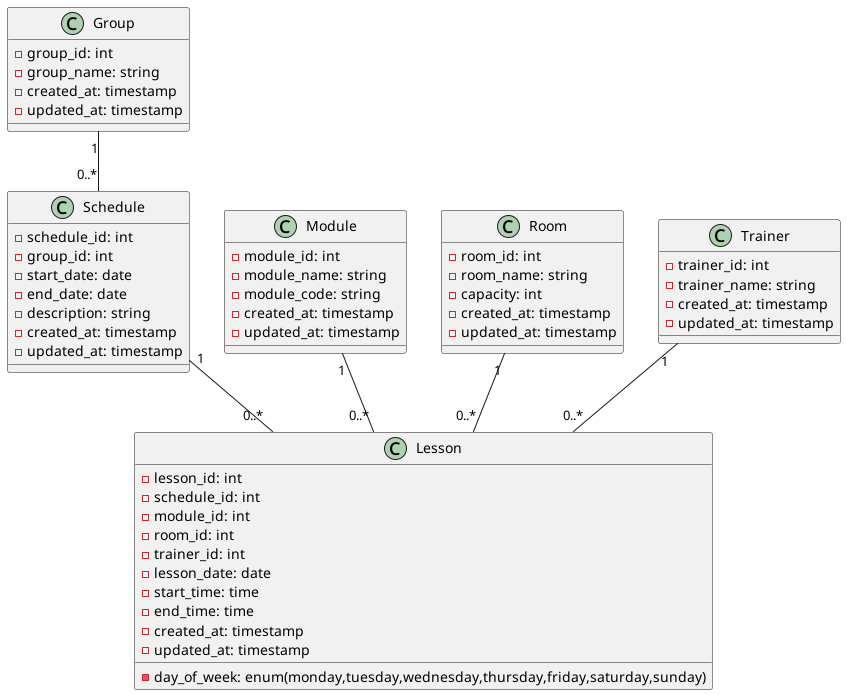 C Group
group_id: int
group_name: string
created_at: timestamp
updated_at: timestamp
1
0..*
C Schedule
schedule_id: int
group_id: int
start_date: date
end_date: date
description: string
created_at: timestamp
updated_at: timestamp
C Module
module_id: int
module_name: string
module_code: string
created_at: timestamp
updated_at: timestamp
C Room
room_id: int
room_name: string
capacity: int
created_at: timestamp
updated_at: timestamp
C Trainer
trainer_id: int
trainer_name: string
created_at: timestamp
updated_at: timestamp
1
1
1
1
0..*
0..*
0..*
0..*
C Lesson
lesson_id: int
schedule_id: int
module_id: int
room_id: int
trainer_id: int
lesson_date: date
start_time: time
end_time: time
created_at: timestamp
updated_at: timestamp
day_of_week: enum(monday,tuesday,wednesday,thursday,friday,saturday,sunday)